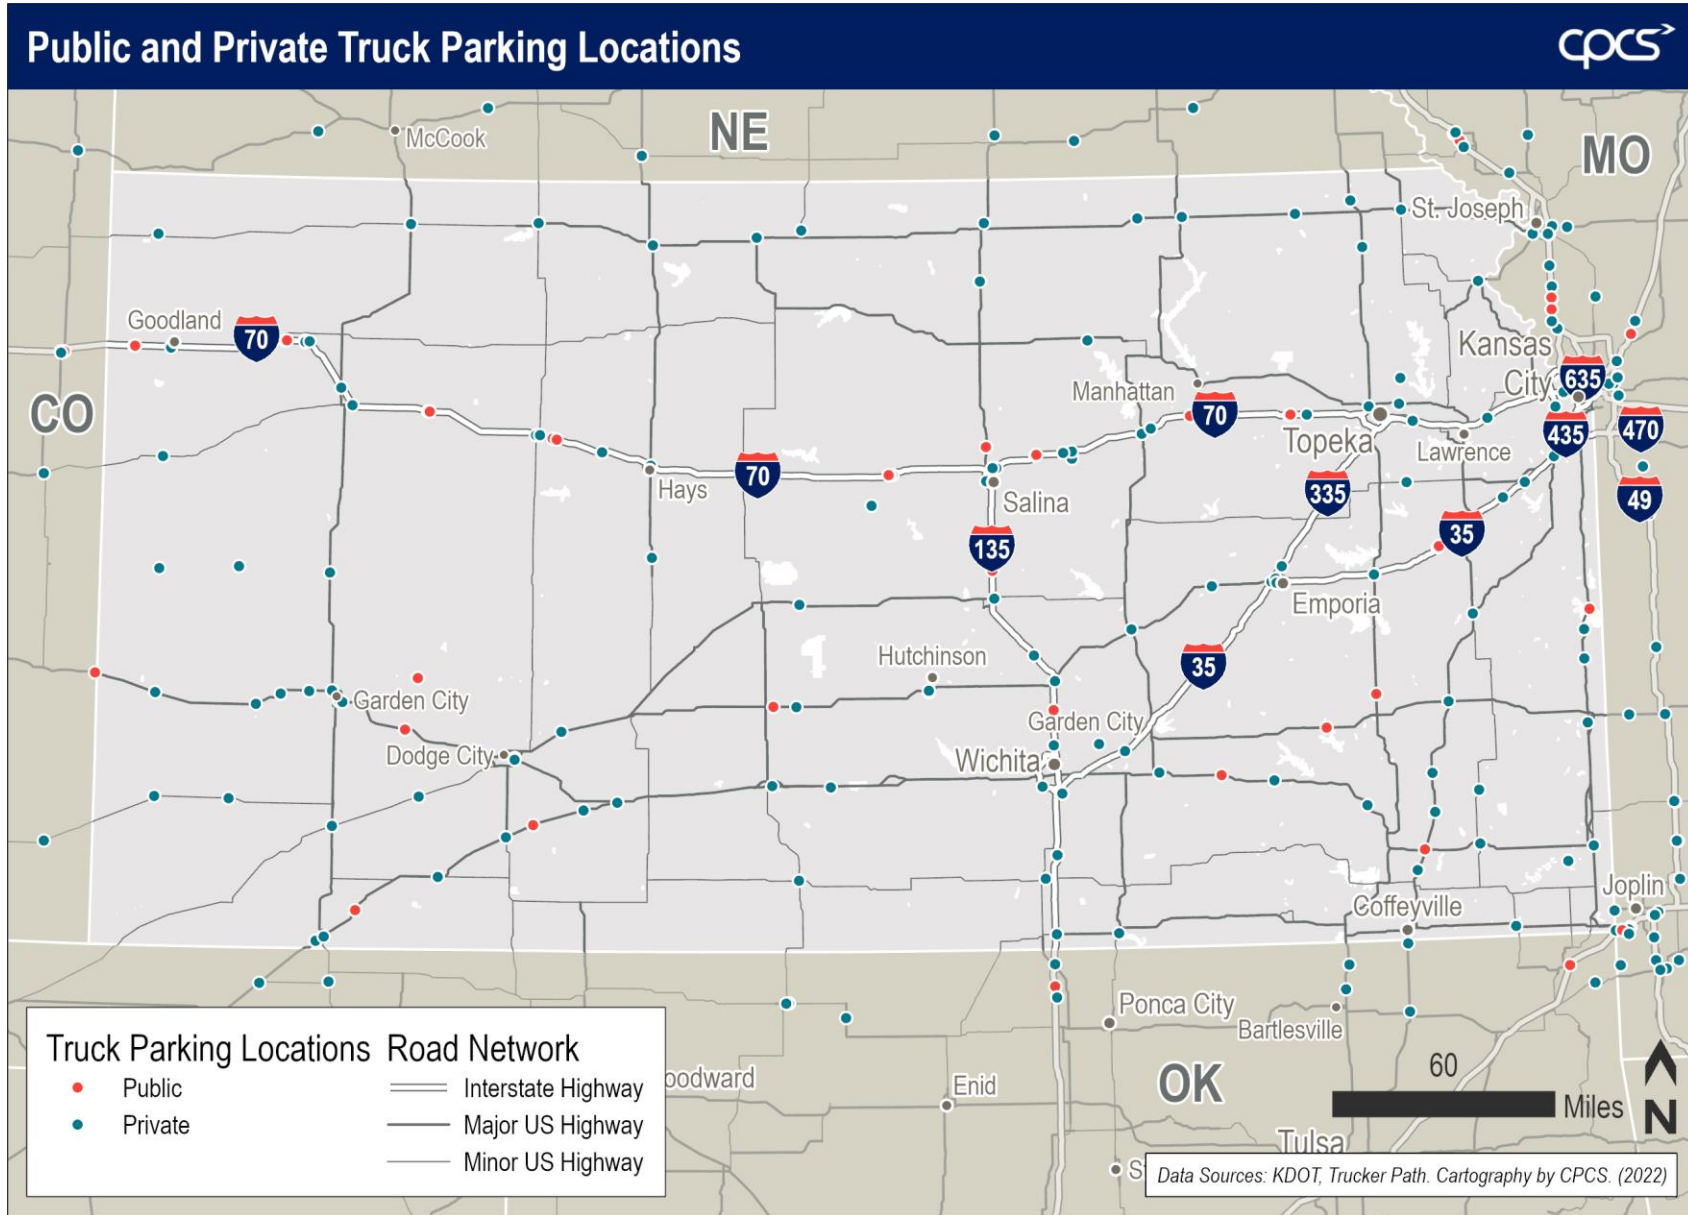 Public and Private Truck Parking Locations
cpcs
NE
MO
McCook
St. Joseph
Goodland
70
Kansas
City
635
CO
Manhattan
70
Topeka
435
470
Lawrence
Hays
70
Salina
335
49
135
35
Emporia
Hutchinson
35
Garden City
Garden City
Dodge City
Wichita
Joplin
Coffeyville
Ponca City
Bartlesville
Truck Parking Locations
Public
Private
Road Network
Interstate Highway
Major US Highway
Minor US Highway
oodward
Enid
OK
60
Miles
N
Tulsa
S
Data Sources: KDOT, Trucker Path. Cartography by CPCS. (2022)